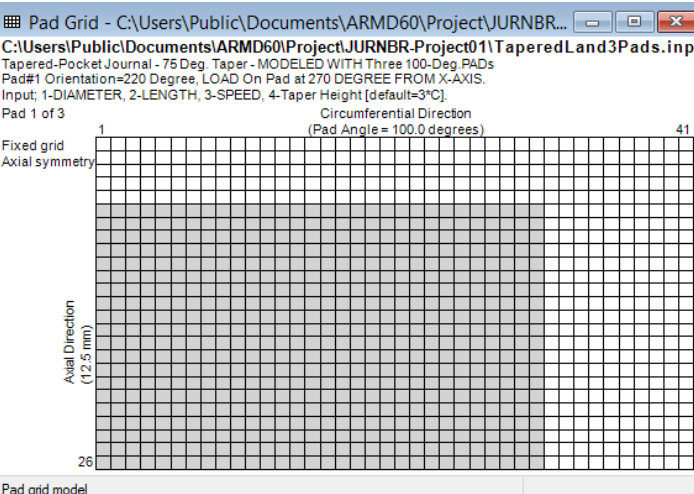 Pad Grid - C:\Users\Public\Documents\ARMD60\Project\JURNBR...
C:\Users\Public\Documents\ARMD60\Project\JURNBR-Project01\TaperedLand3Pads.inp
Tapered-Pocket Journal - 75 Deg. Taper - MODELED WITH Three 100-Deg.PADs
Pad#1 Orientation=220 Degree, LOAD On Pad at 270 DEGREE FROM X-AXIS.
Input; 1-DIAMETER, 2-LENGTH, 3-SPEED, 4-Taper Height [default=3*C].
Pad 1 of 3
Circumferential Direction
1
(Pad Angle = 100.0 degrees)
41
Fixed grid
Axial symmetry
Axial Direction
(12.5 mm)
26
Pad grid model